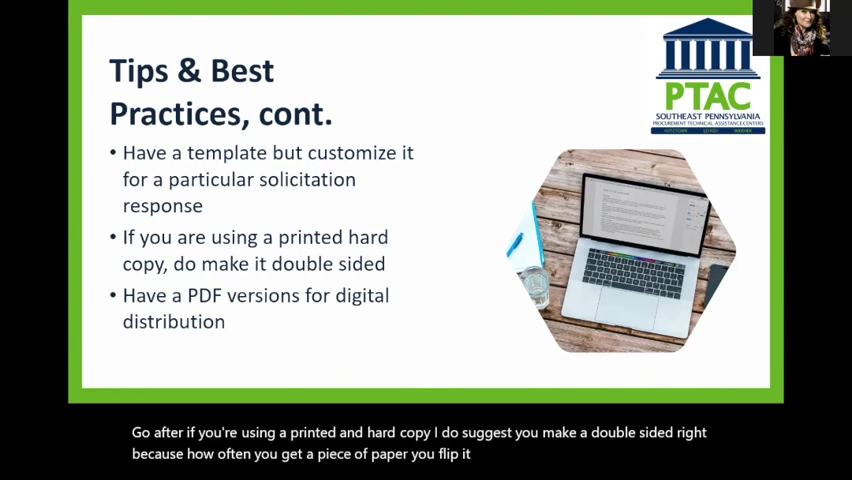 Tips & Best
Practices, cont.
• Have a template but customize it
for a particular solicitation
response
• If you are using a printed hard
copy, do make it double sided
• Have a PDF versions for digital
distribution
PTAC
SOUTHEAST PENNSYLVANIA
PROCUREMENT TECHNICAL ASSISTANCE CENTERS
KUTZTOWN LEHIGH WIDENER
Go after if you're using a printed and hard copy I do suggest you make a double sided right
because how often you get a piece of paper you flip it